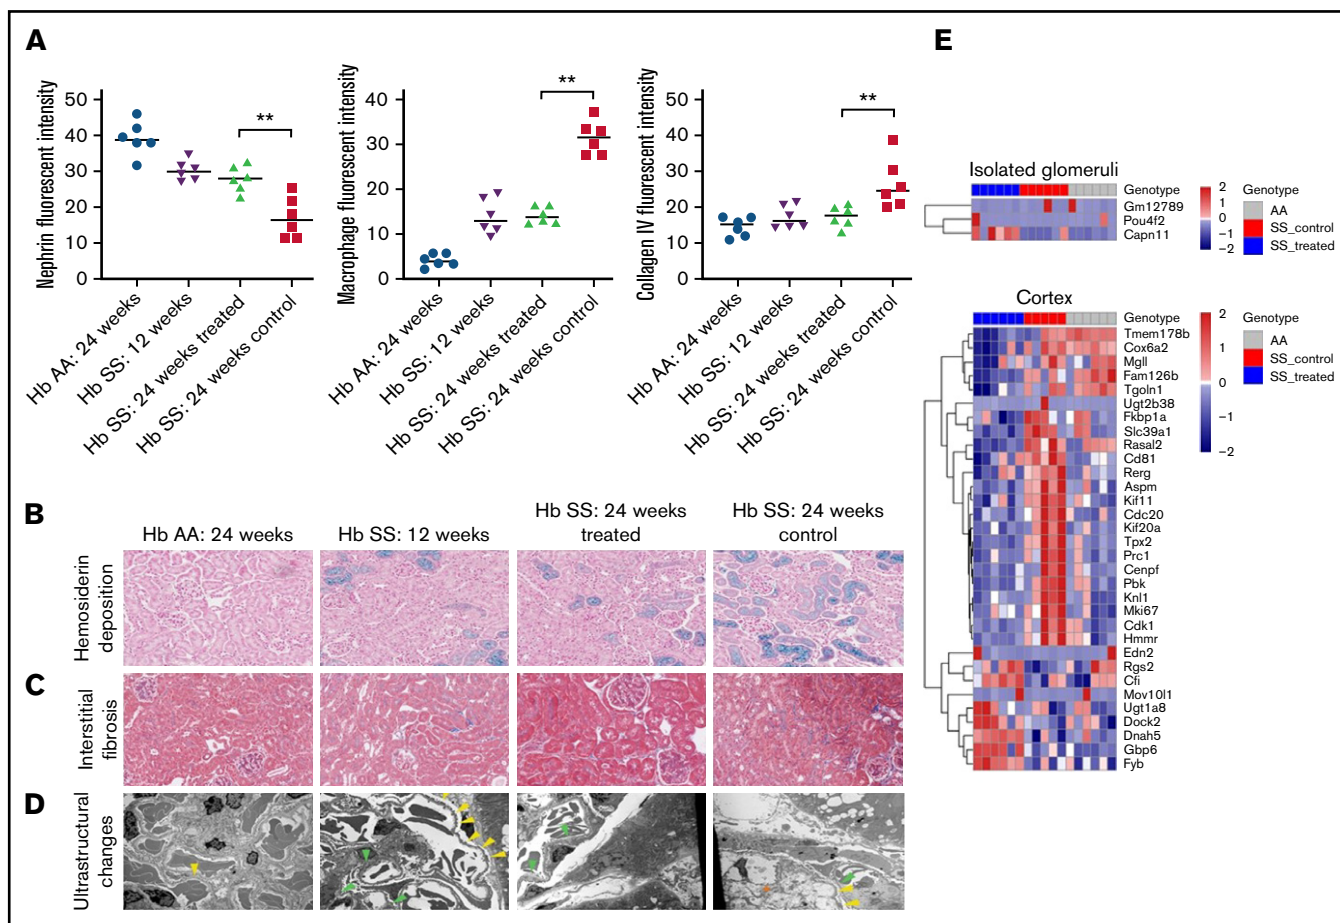 A
Nephrin fluorescent intensity
50
40
30
20
10
0
**
Hb AA: 24 weeks
Hb SS: 12 weeks
Hb SS: 24 weeks treated
Hb SS: 24 weeks control
Macrophage fluorescent intensity
40
30
20
10
0
**
Hb AA: 24 weeks
Hb SS: 12 weeks
Hb SS: 24 weeks treated
Hb SS: 24 weeks control
Collagen IV fluorescent intensity
50
40
30
20
10
0
**
Hb AA: 24 weeks
Hb SS: 12 weeks
Hb SS: 24 weeks treated
Hb SS: 24 weeks control
B
Hb AA: 24 weeks
Hb SS: 12 weeks
Hb SS: 24 weeks
treated
Hb SS: 24 weeks
control
Hemosiderin
deposition
C
Interstitial
fibrosis
D
Ultrastructural
changes
E
Isolated glomeruli
Genotype
Gm12789
Pou4f2
Capn11
2
1
0
−1
−2
Genotype
AA
SS_control
SS_treated
Cortex
Genotype
Tmem178b
Cox6a2
Mgll
Fam126b
Tgoln1
Ugt2b38
Fkbp1a
Slc39a1
Rasal2
Cd81
Rerg
Aspm
Kif11
Cdc20
Kif20a
Tpx2
Prc1
Cenpf
Pbk
Knl1
Mki67
Cdk1
Hmmr
Edn2
Rgs2
Cfi
Mov10l1
Ugt1a8
Dock2
Dnah5
Gbp6
Fyb
2
1
0
−1
−2
Genotype
AA
SS_control
SS_treated